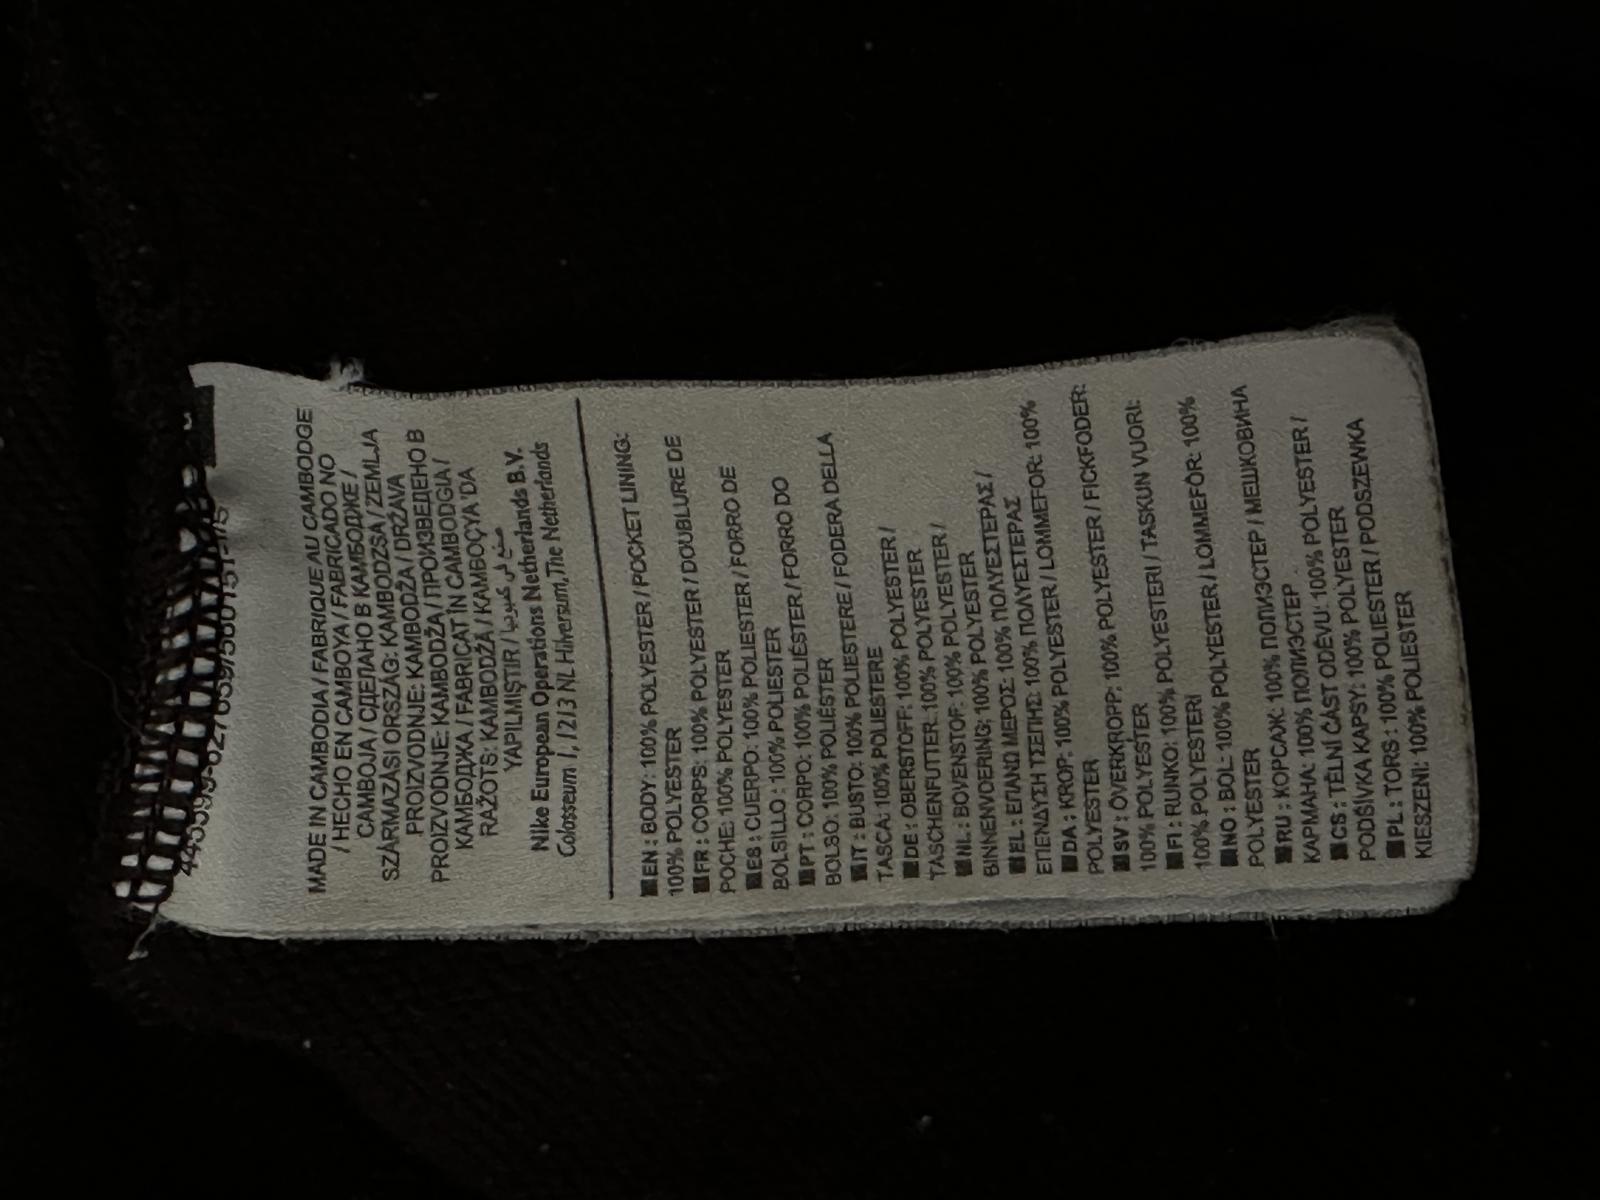 MADE IN CAMBODIA / FABRIQUE AU CAMBODGE
/ HECHO EN CAMBOYA / FABRICADO NO
CAMBOJA / СДЕЛАНО В КАМБОДЖЕ /
SZÁRMAZÁSI ORSZÁG: KAMBODZSA / ZEMLJA
PROIZVODNJE: KAMBODŽA / DRŽAVA
PROIZVODNJE: KAMBODŽA / ПРОИЗВЕДЕНО В
КАМБОДЖА / FABRICAT ÎN CAMBODGIA /
RAŽOTS: KAMBODŽĀ / KAMBOÇYA 'DA
YAPILMIŞTIR / صنع في كمبوديا
Nike European Operations Netherlands B.V.
Colosseum 1, 1213 NL Hilversum,The Netherlands
EN : BODY: 100% POLYESTER / POCKET LINING:
100% POLYESTER
FR : CORPS: 100% POLYESTER / DOUBLURE DE
POCHE: 100% POLYESTER
ES : CUERPO: 100% POLIESTER / FORRO DE
BOLSILLO : 100% POLIESTER
PT : CORPO: 100% POLIÉSTER / FORRO DO
BOLSO: 100% POLIÉSTER
IT : BUSTO: 100% POLIESTERE / FODERA DELLA
TASCA: 100% POLIESTERE
DE : OBERSTOFF: 100% POLYESTER /
TASCHENFUTTER: 100% POLYESTER
NL : BOVENSTOF: 100% POLYESTER /
BINNENVOERING: 100% POLYESTER
EL : ΕΠΑΝΩ ΜΕΡΟΣ: 100% ΠΟΛΥΕΣΤΕΡΑΣ /
ΕΠΕΝΔΥΣΗ ΤΣΕΠΗΣ: 100% ΠΟΛΥΕΣΤΕΡΑΣ
DA : KROP: 100% POLYESTER / LOMMEFOR: 100%
POLYESTER
SV : ÖVERKROPP: 100% POLYESTER / FICKFODER:
100% POLYESTER
FI : RUNKO: 100% POLYESTERI / TASKUN VUORI:
100% POLYESTERI
NO : BOL: 100% POLYESTER / LOMMEFÔR: 100%
POLYESTER
RU : КОРСАЖ: 100% ПОЛИЭСТЕР / МЕШКОВИНА
КАРМАНА: 100% ПОЛИЭСТЕР
CS : TĚLNÍ ČÁST ODĚVU: 100% POLYESTER /
PODŠÍVKA KAPSY: 100% POLYESTER
PL : TORS : 100% POLIESTER / PODSZEWKA
KIESZENI: 100% POLIESTER